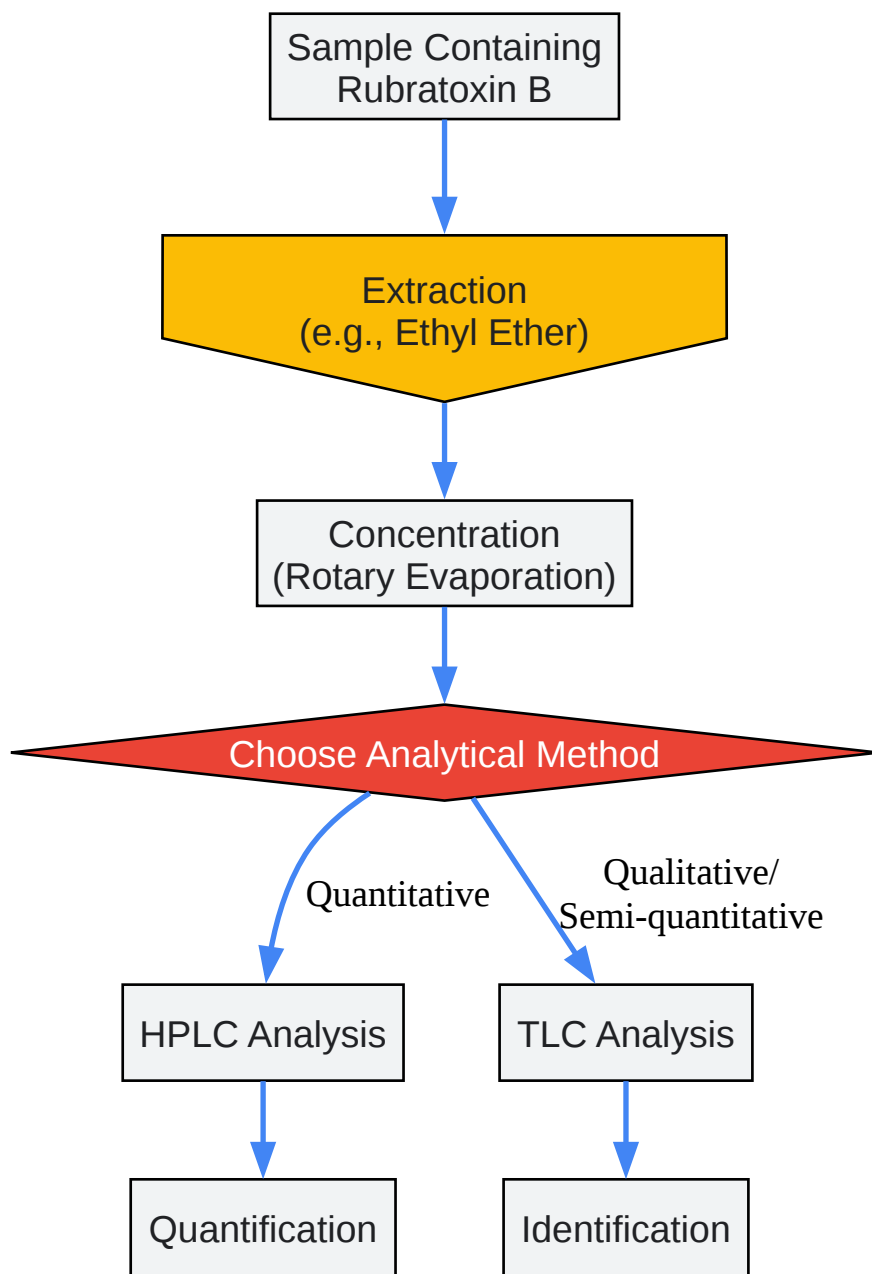 Sample Containing
Rubratoxin B
Extraction
(e.g., Ethyl Ether)
Concentration
(Rotary Evaporation)
Choose Analytical Method
Quantitative
Qualitative/
Semi-quantitative
HPLC Analysis
TLC Analysis
Quantification
Identification